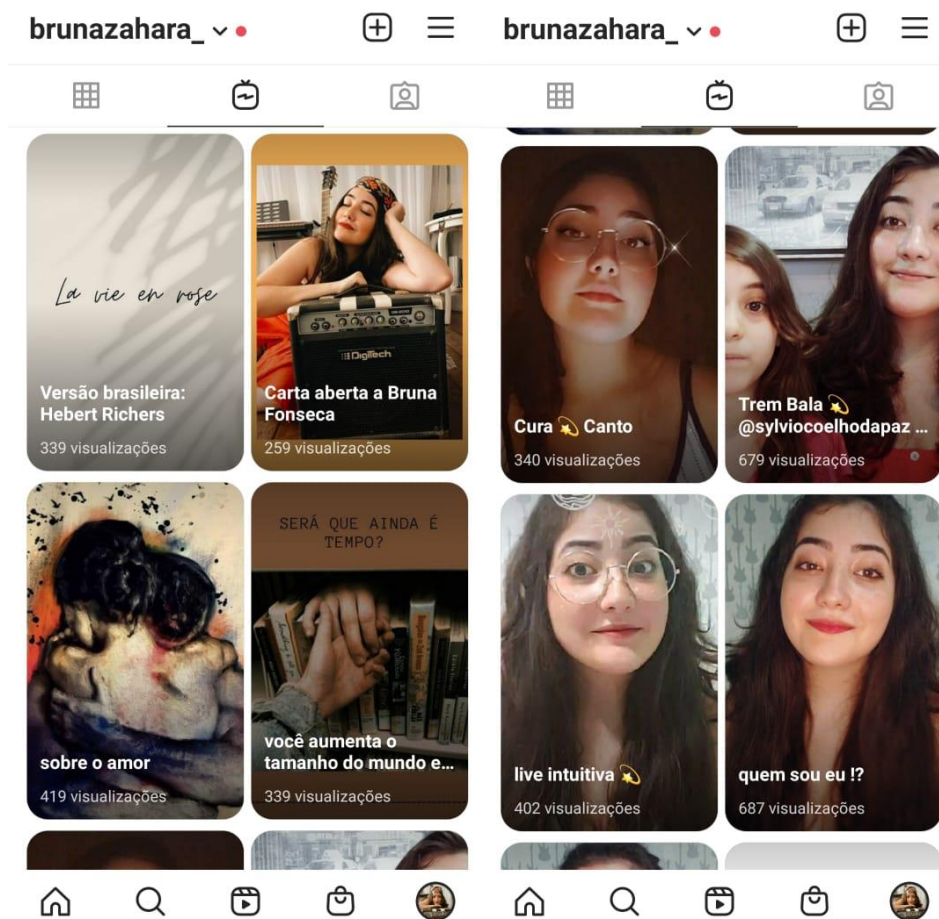 brunazahara_
La vie en rose
Versão brasileira:
Hebert Richers
339 visualizações
DigiTech
Carta aberta a Bruna
Fonseca
259 visualizações
sobre o amor
419 visualizações
SERÁ QUE AINDA É
TEMPO?
você aumenta o
tamanho do mundo e...
339 visualizações
brunazahara_
Cura 💫 Canto
340 visualizações
Trem Bala 💫
@sylviocoelhodapaz ...
679 visualizações
live intuitiva 💫
402 visualizações
quem sou eu !?
687 visualizações